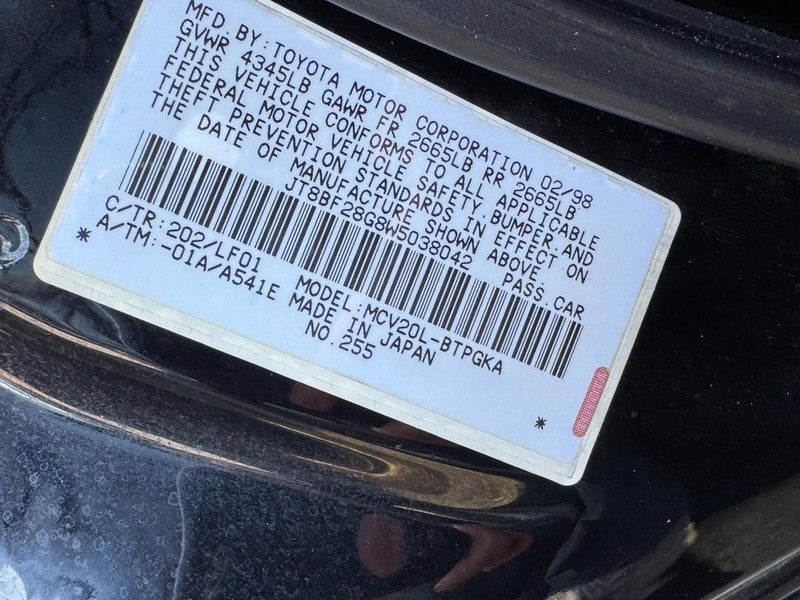 MFD. BY: TOYOTA MOTOR CORPORATION 02/98
GVWR 4345LB GAWR FR 2665LB RR 2665LB
THIS VEHICLE CONFORMS TO ALL APPLICABLE
FEDERAL MOTOR VEHICLE SAFETY, BUMPER, AND
THEFT PREVENTION STANDARDS IN EFFECT ON
THE DATE OF MANUFACTURE SHOWN ABOVE.
JT8BF28G8W5038042 PASS. CAR
C/TR: 202/LF01 MODEL: MCV20L-BTPGKA
A/TM: -01A/A541E MADE IN JAPAN
* NO. 255 *